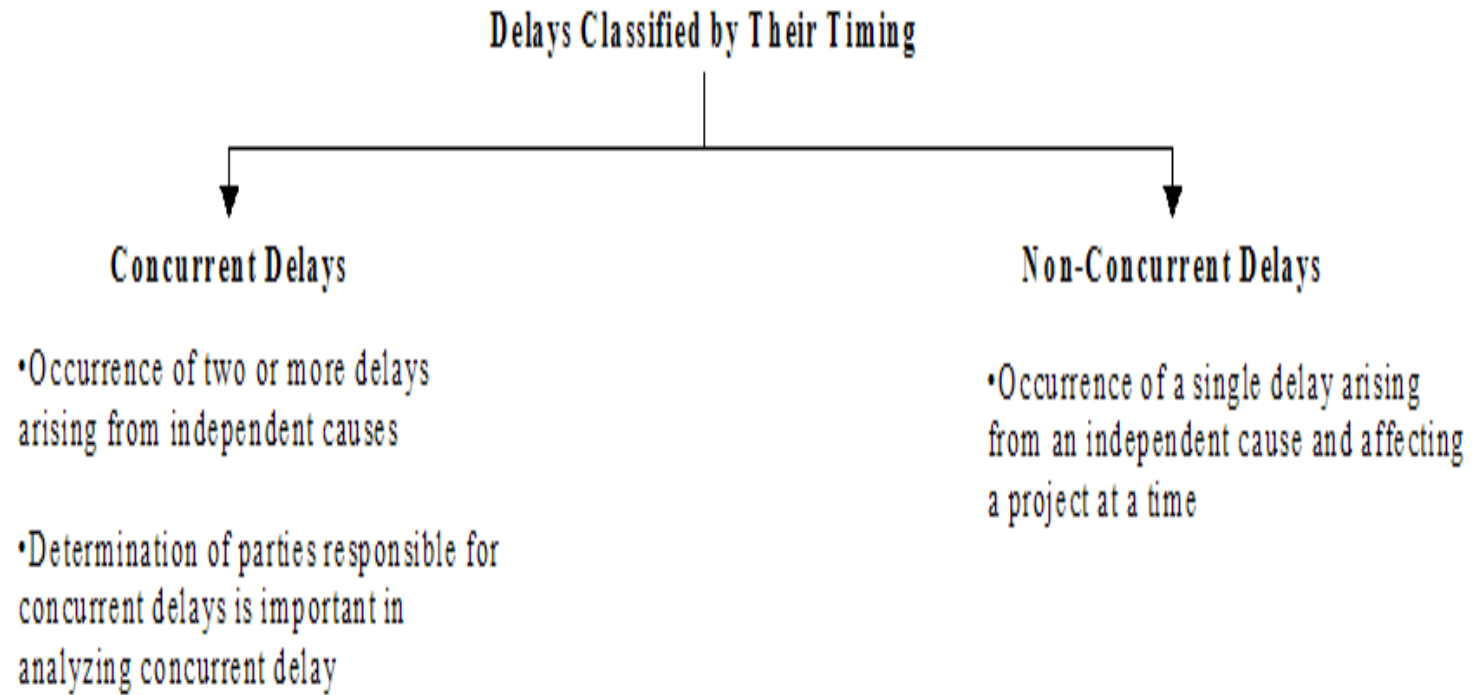 Delays Classified by Their Timing
Concurrent Delays
•Occurrence of two or more delays
arising from independent causes
•Determination of parties responsible for
concurrent delays is important in
analyzing concurrent delay
Non-Concurrent Delays
•Occurrence of a single delay arising
from an independent cause and affecting
a project at a time